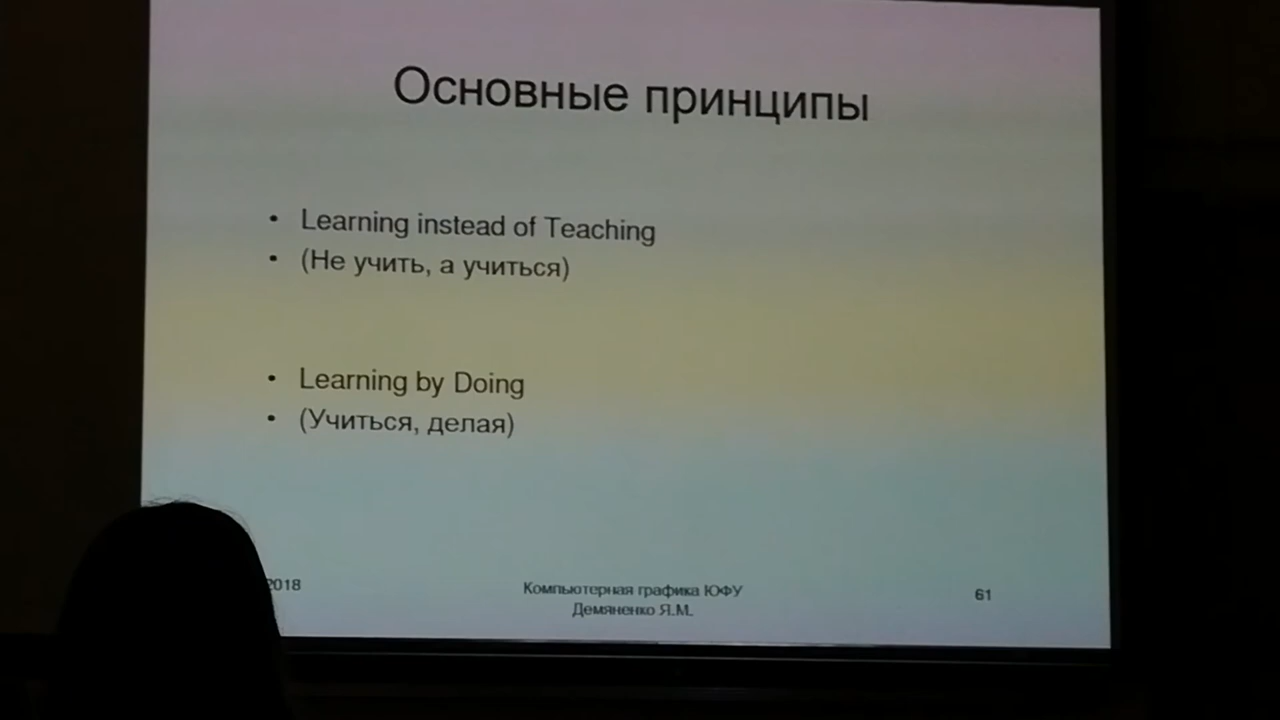 Основные принципы
• Learning instead of Teaching
• (Не учить, а учиться)
• Learning by Doing
• (Учиться, делая)
2018
Компьютерная графика ЮФУ
Демяненко Я.М.
61